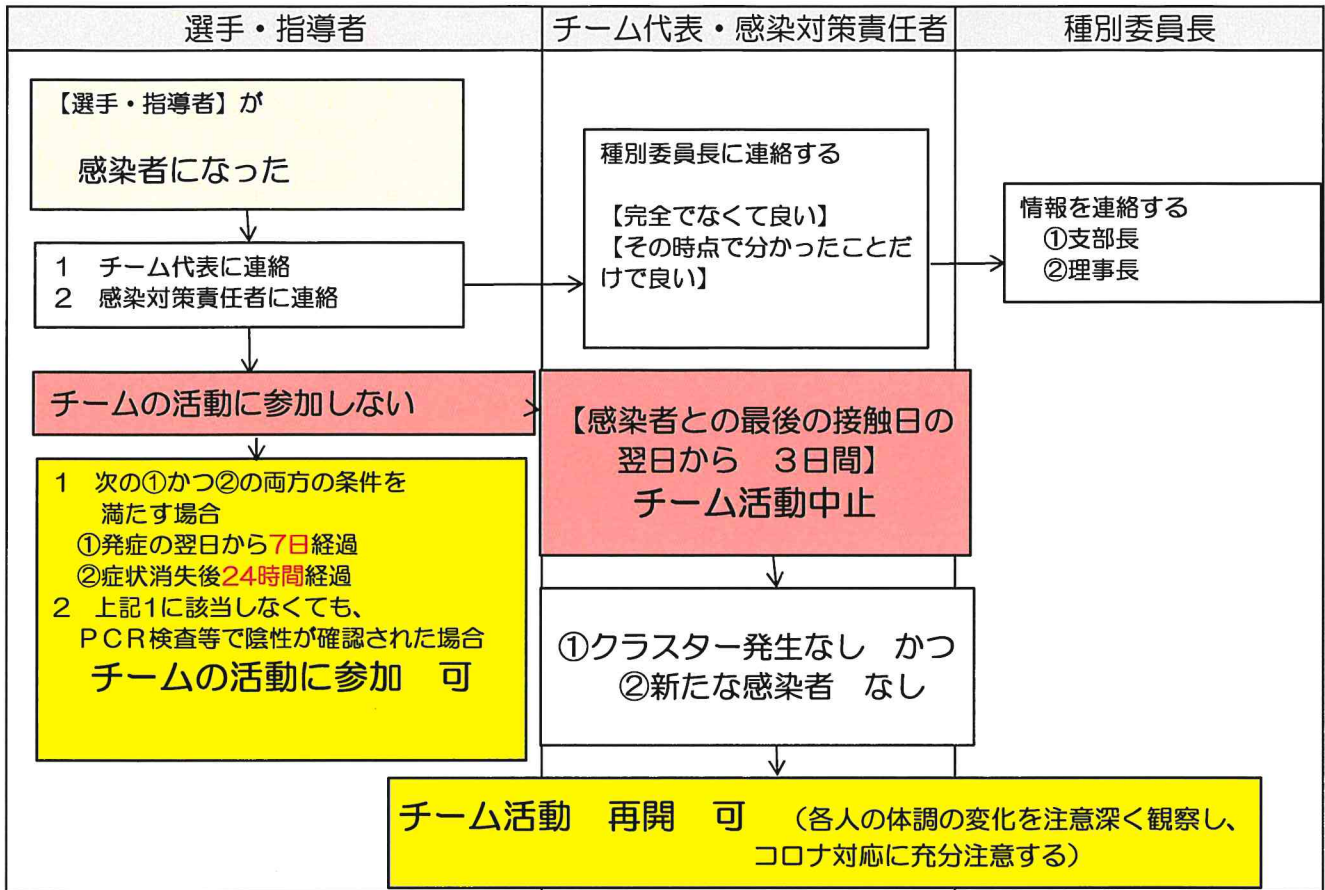 選手・指導者
チーム代表・感染対策責任者
種別委員長
【選手・指導者】が
感染者になった
1 チーム代表に連絡
2 感染対策責任者に連絡
種別委員長に連絡する
【完全でなくて良い】
【その時点で分かったことだ
けで良い】
情報を連絡する
①支部長
②理事長
チームの活動に参加しない
【感染者との最後の接触日の
翌日から 3日間】
チーム活動中止
1 次の①かつ②の両方の条件を
満たす場合
①発症の翌日から7日経過
②症状消失後24時間経過
2 上記1に該当しなくても、
PCR検査等で陰性が確認された場合
チームの活動に参加 可
①クラスター発生なし かつ
②新たな感染者 なし
チーム活動 再開 可 (各人の体調の変化を注意深く観察し、
コロナ対応に充分注意する)